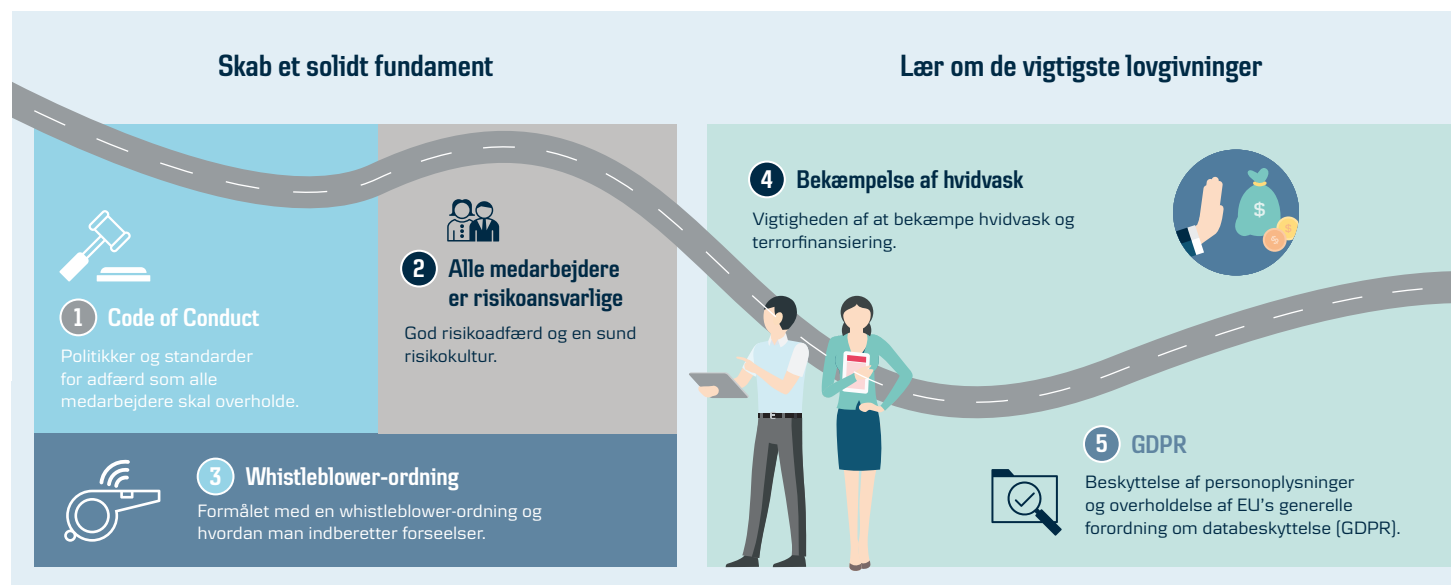 Skab et solidt fundament
1 Code of Conduct
Politikker og standarder
for adfærd som alle
medarbejdere skal overholde.
2 Alle medarbejdere
er risikoansvarlige
God risikoadfærd og en sund
risikokultur.
3 Whistleblower-ordning
Formålet med en whistleblower-ordning og
hvordan man indberetter forseelser.
Lær om de vigtigste lovgivninger
4 Bekæmpelse af hvidvask
Vigtigheden af at bekæmpe hvidvask og
terrorfinansiering.
$
$
$
5 GDPR
Beskyttelse af personoplysninger
og overholdelse af EU's generelle
forordning om databeskyttelse (GDPR).